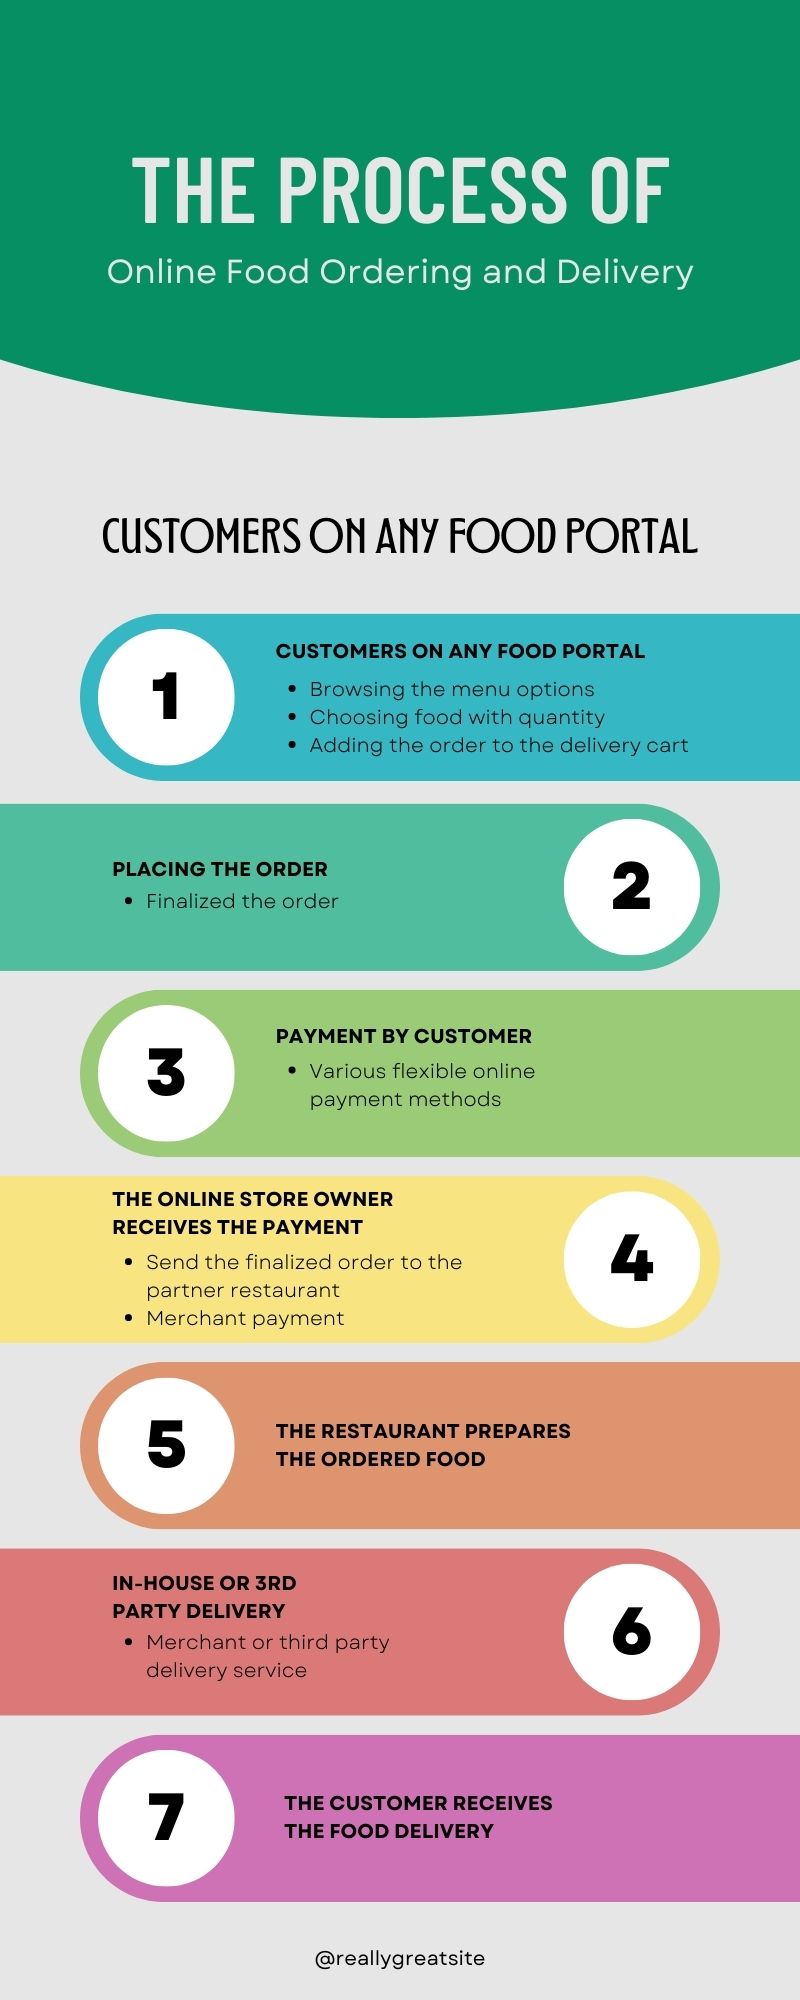 THE PROCESS OF
Online Food Ordering and Delivery
CUSTOMERS ON ANY FOOD PORTAL
1
CUSTOMERS ON ANY FOOD PORTAL
• Browsing the menu options
• Choosing food with quantity
• Adding the order to the delivery cart
PLACING THE ORDER
• Finalized the order
2
3
PAYMENT BY CUSTOMER
• Various flexible online
payment methods
THE ONLINE STORE OWNER
RECEIVES THE PAYMENT
• Send the finalized order to the
partner restaurant
• Merchant payment
4
5
THE RESTAURANT PREPARES
THE ORDERED FOOD
IN-HOUSE OR 3RD
PARTY DELIVERY
• Merchant or third party
delivery service
6
7
THE CUSTOMER RECEIVES
THE FOOD DELIVERY
@reallygreatsite